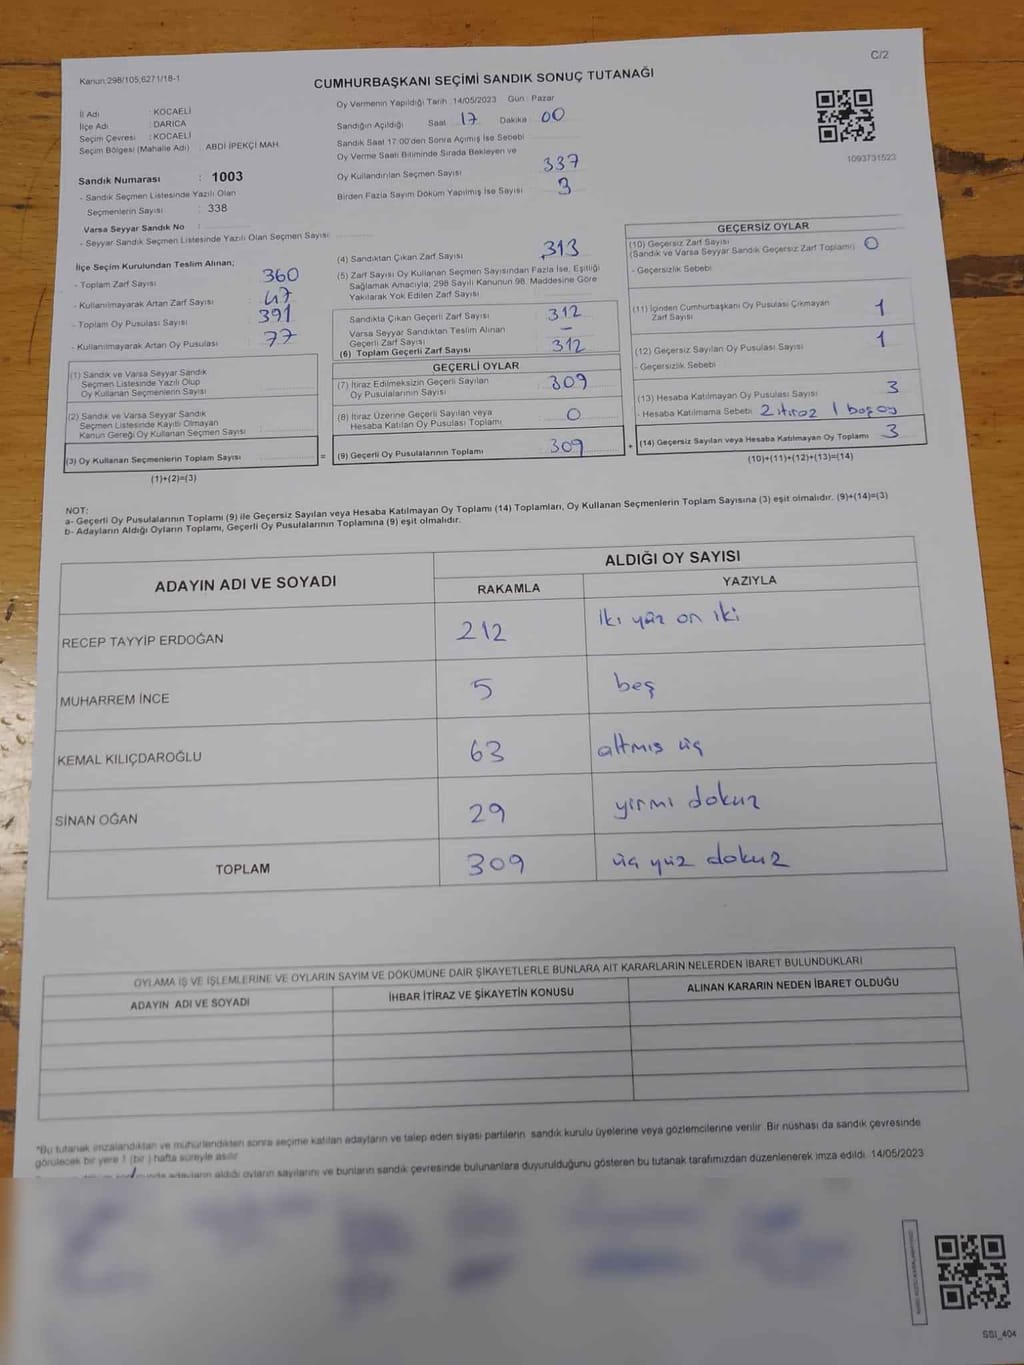 Kanun:298/105,6271/18-1
C/2
CUMHURBAŞKANI SEÇİMİ SANDIK SONUÇ TUTANAĞI
İl Adı : KOCAELİ
İlçe Adı : DARICA
Seçim Çevresi : KOCAELİ
Seçim Bölgesi (Mahalle Adı) : ABDİ İPEKÇİ MAH.
Sandık Numarası : 1003
- Sandık Seçmen Listesinde Yazılı Olan
Seçmenlerin Sayısı : 338
Varsa Seyyar Sandık No :
- Seyyar Sandık Seçmen Listesinde Yazılı Olan Seçmen Sayısı:
Oy Vermenin Yapıldığı Tarih : 14/05/2023 Gün : Pazar
Sandığın Açıldığı Saat 17 Dakika 00
Sandık Saat 17:00'den Sonra Açımış İse Sebebi
Oy Verme Saati Bitiminde Sırada Bekleyen ve
Oy Kullandırılan Seçmen Sayısı 337
Birden Fazla Sayım Döküm Yapılmış İse Sayısı 3
1093731523
İlçe Seçim Kurulundan Teslim Alınan;
- Toplam Zarf Sayısı 360
- Kullanılmayarak Artan Zarf Sayısı 47
- Toplam Oy Pusulası Sayısı 391
- Kullanılmayarak Artan Oy Pusulası 77
(1) Sandık ve Varsa Seyyar Sandık
Seçmen Listesinde Yazılı Olup
Oy Kullanan Seçmenlerin Sayısı
(2) Sandık ve Varsa Seyyar Sandık
Seçmen Listesinde Kayıtlı Olmayan
Kanun Gereği Oy Kullanan Seçmen Sayısı
(3) Oy Kullanan Seçmenlerin Toplam Sayısı
(1)+(2)=(3)
(4) Sandıktan Çıkan Zarf Sayısı 313
(5) Zarf Sayısı Oy Kullanan Seçmen Sayısından Fazla İse, Eşitliği
Sağlamak Amacıyla; 298 Sayılı Kanunun 98. Maddesine Göre
Yakılarak Yok Edilen Zarf Sayısı
Sandıkta Çıkan Geçerli Zarf Sayısı 312
Varsa Seyyar Sandıktan Teslim Alınan
Geçerli Zarf Sayısı –
(6) Toplam Geçerli Zarf Sayısı 312
GEÇERLİ OYLAR
(7) İtiraz Edilmeksizin Geçerli Sayılan
Oy Pusulasının Sayısı 309
(8) İtiraz Üzerine Geçerli Sayılan veya
Hesaba Katılan Oy Pusulası Toplamı 0
= (9) Geçerli Oy Pusulalarının Toplamı 309
GEÇERSİZ OYLAR
(10) Geçersiz Zarf Sayısı
(Sandık ve Varsa Seyyar Sandık Geçersiz Zarf Toplamı) 0
- Geçersizlik Sebebi
(11) İçinden Cumhurbaşkanı Oy Pusulası Çıkmayan
Zarf Sayısı 1
(12) Geçersiz Sayılan Oy Pusulası Sayısı 1
- Geçersizlik Sebebi
(13) Hesaba Katılmayan Oy Pusulası Sayısı 3
- Hesaba Katılmama Sebebi 2 itiraz 1 boş oy
+ (14) Geçersiz Sayılan veya Hesaba Katılmayan Oy Toplamı 3
(10)+(11)+(12)+(13)=(14)
NOT:
a- Geçerli Oy Pusulalarının Toplamı (9) ile Geçersiz Sayılan veya Hesaba Katılmayan Oy Toplamı (14) Toplamları, Oy Kullanan Seçmenlerin Toplam Sayısına (3) eşit olmalıdır. (9)+(14)=(3)
b- Adayların Aldığı Oyların Toplamı, Geçerli Oy Pusulalarının Toplamına (9) eşit olmalıdır.
ADAYIN ADI VE SOYADI
ALDIĞI OY SAYISI
RAKAMLA YAZIYLA
RECEP TAYYİP ERDOĞAN 212 iki yüz on iki
MUHARREM İNCE 5 beş
KEMAL KILIÇDAROĞLU 63 altmış üç
SİNAN OĞAN 29 yirmi dokuz
TOPLAM 309 üç yüz dokuz
OYLAMA İŞ VE İŞLEMLERİNE VE OYLARIN SAYIM VE DÖKÜMÜNE DAİR ŞİKAYETLERLE BUNLARA AİT KARARLARIN NELERDEN İBARET BULUNDUKLARI
ADAYIN ADI VE SOYADI İHBAR İTİRAZ VE ŞİKAYETİN KONUSU ALINAN KARARIN NEDEN İBARET OLDUĞU
*Bu tutanak imzalandıktan ve mühürlendikten sonra seçime katılan adayların ve talep eden siyasi partilerin sandık kurulu üyelerine veya gözlemcilerine verilir. Bir nüshası da sandık çevresinde
görülecek bir yere 1 (bir) hafta süreyle asılır.
adayların aldığı oyların sayılarını ve bunların sandık çevresinde bulunanlara duyurulduğunu gösteren bu tutanak tarafımızdan düzenlenerek imza edildi. 14/05/2023
SSI_404